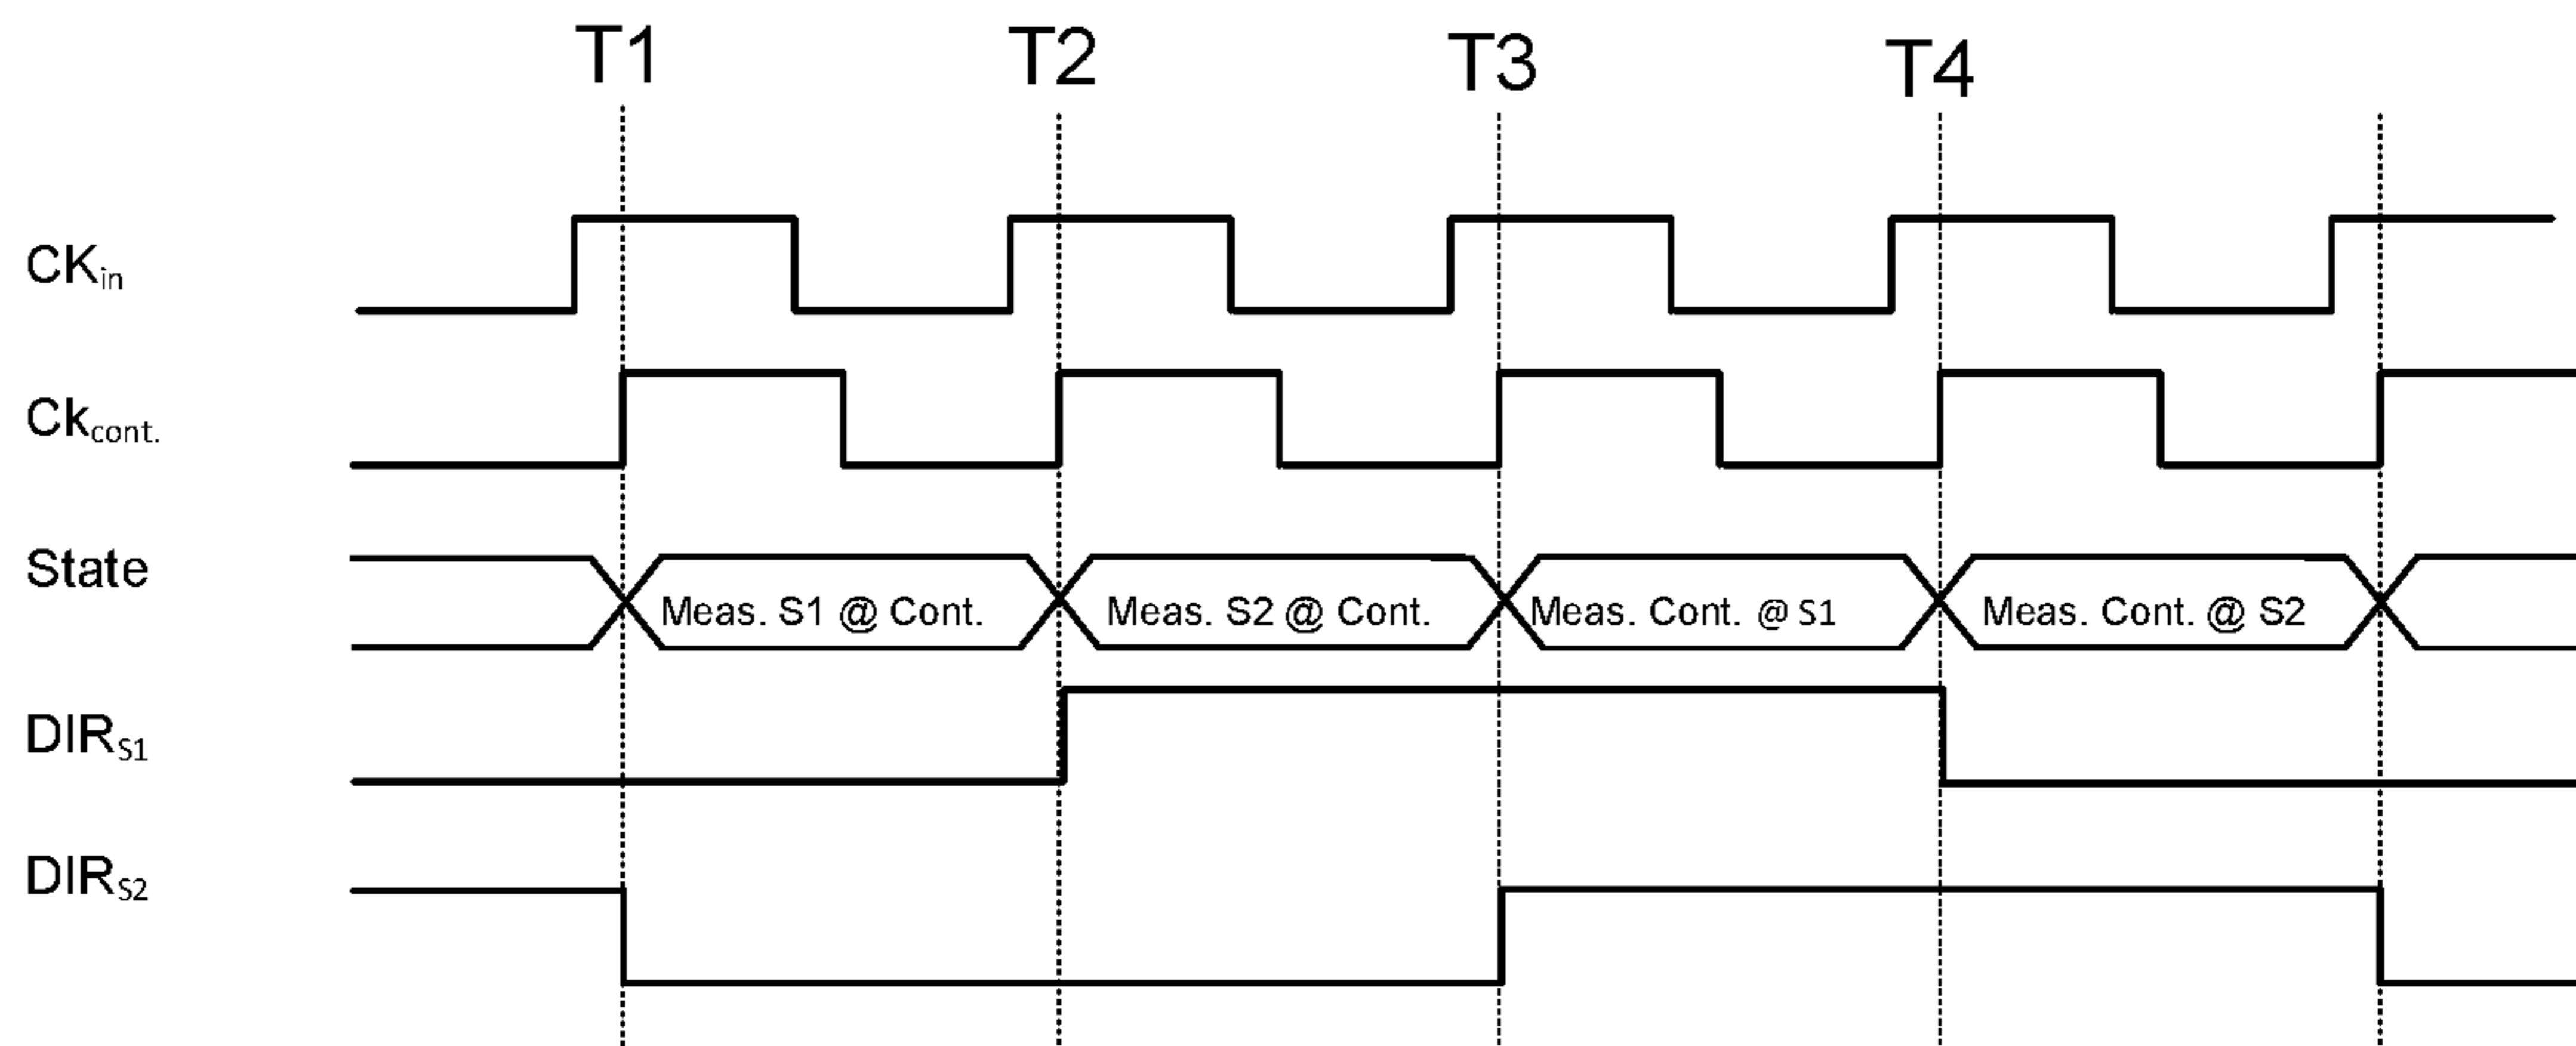 T1 T2 T3 T4
CKin
Ckcont.
State Meas. S1 @ Cont. Meas. S2 @ Cont. Meas. Cont. @ S1 Meas. Cont. @ S2
DIRS1
DIRS2